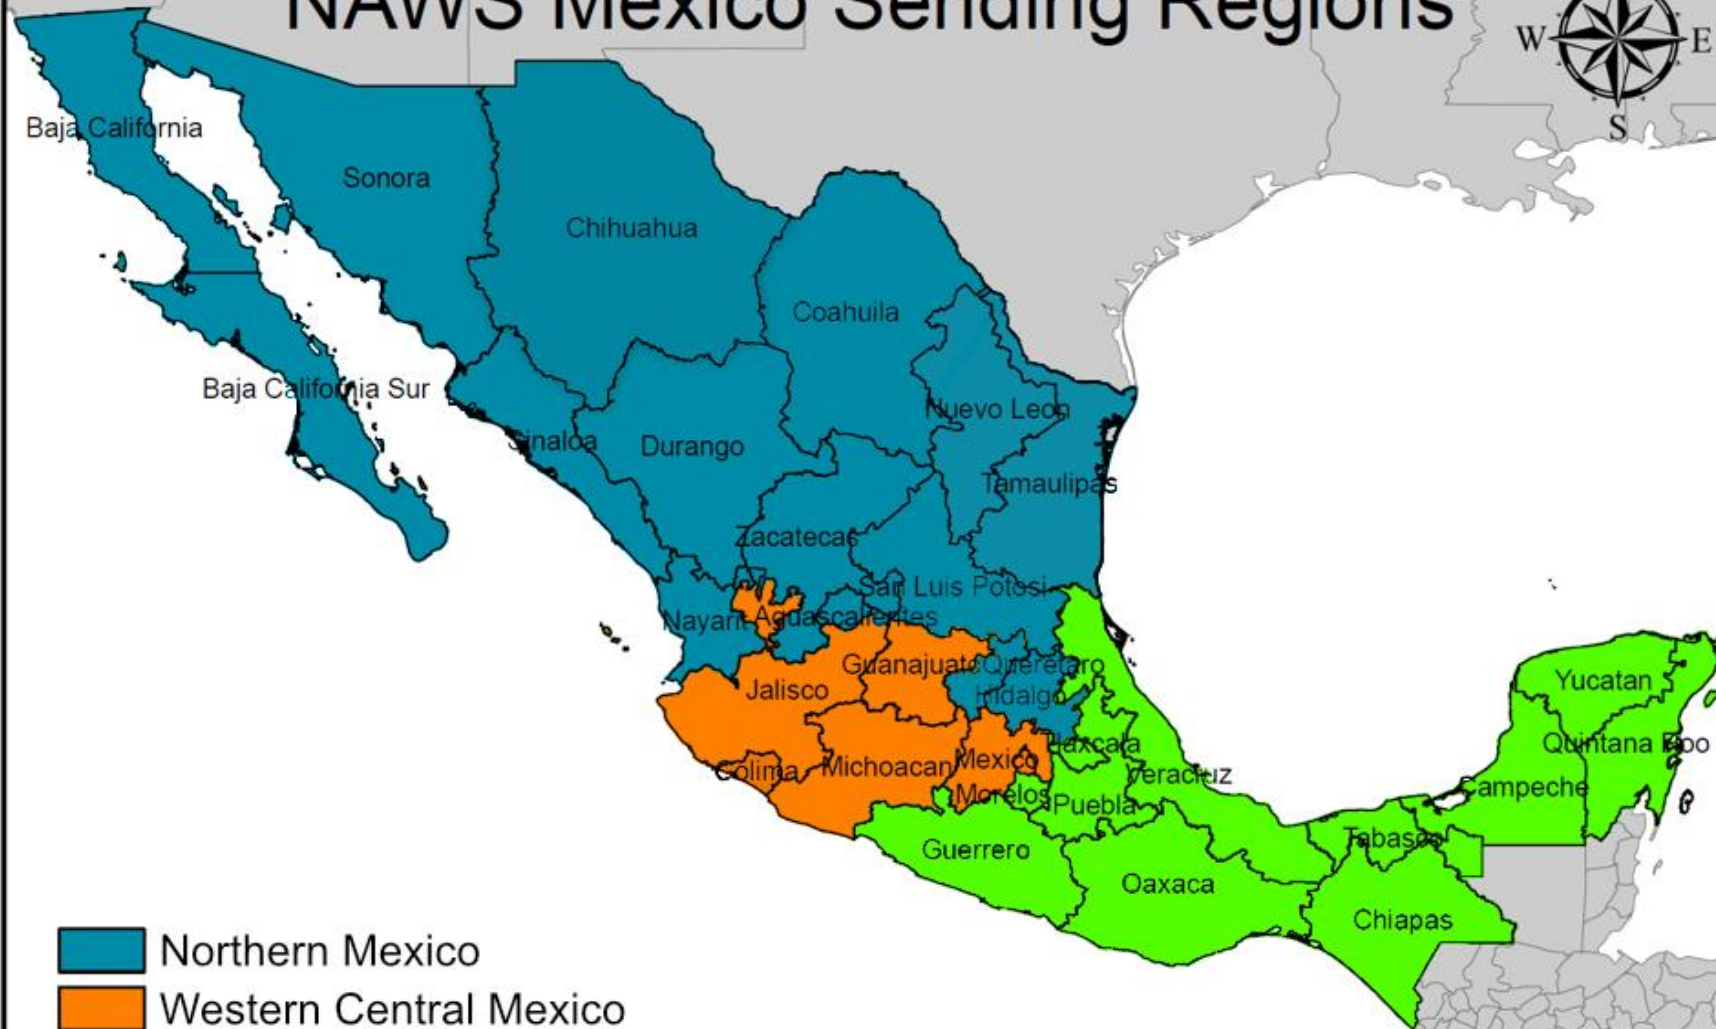 NAWS Mexico Sending Regions
W
E
S
Baja California
Sonora
Chihuahua
Coahuila
Baja California Sur
Nuevo Leon
Sinaloa
Durango
Tamaulipas
Zacatecas
San Luis Potosi
Nayarit
Aguascalientes
Guanajuato
Queretaro
Jalisco
Hidalgo
Yucatan
Tlaxcala
Quintana Roo
Colima
Michoacan
Mexico
Veracruz
Morelos
Puebla
Campeche
Tabasco
Guerrero
Oaxaca
Chiapas
Northern Mexico
Western Central Mexico